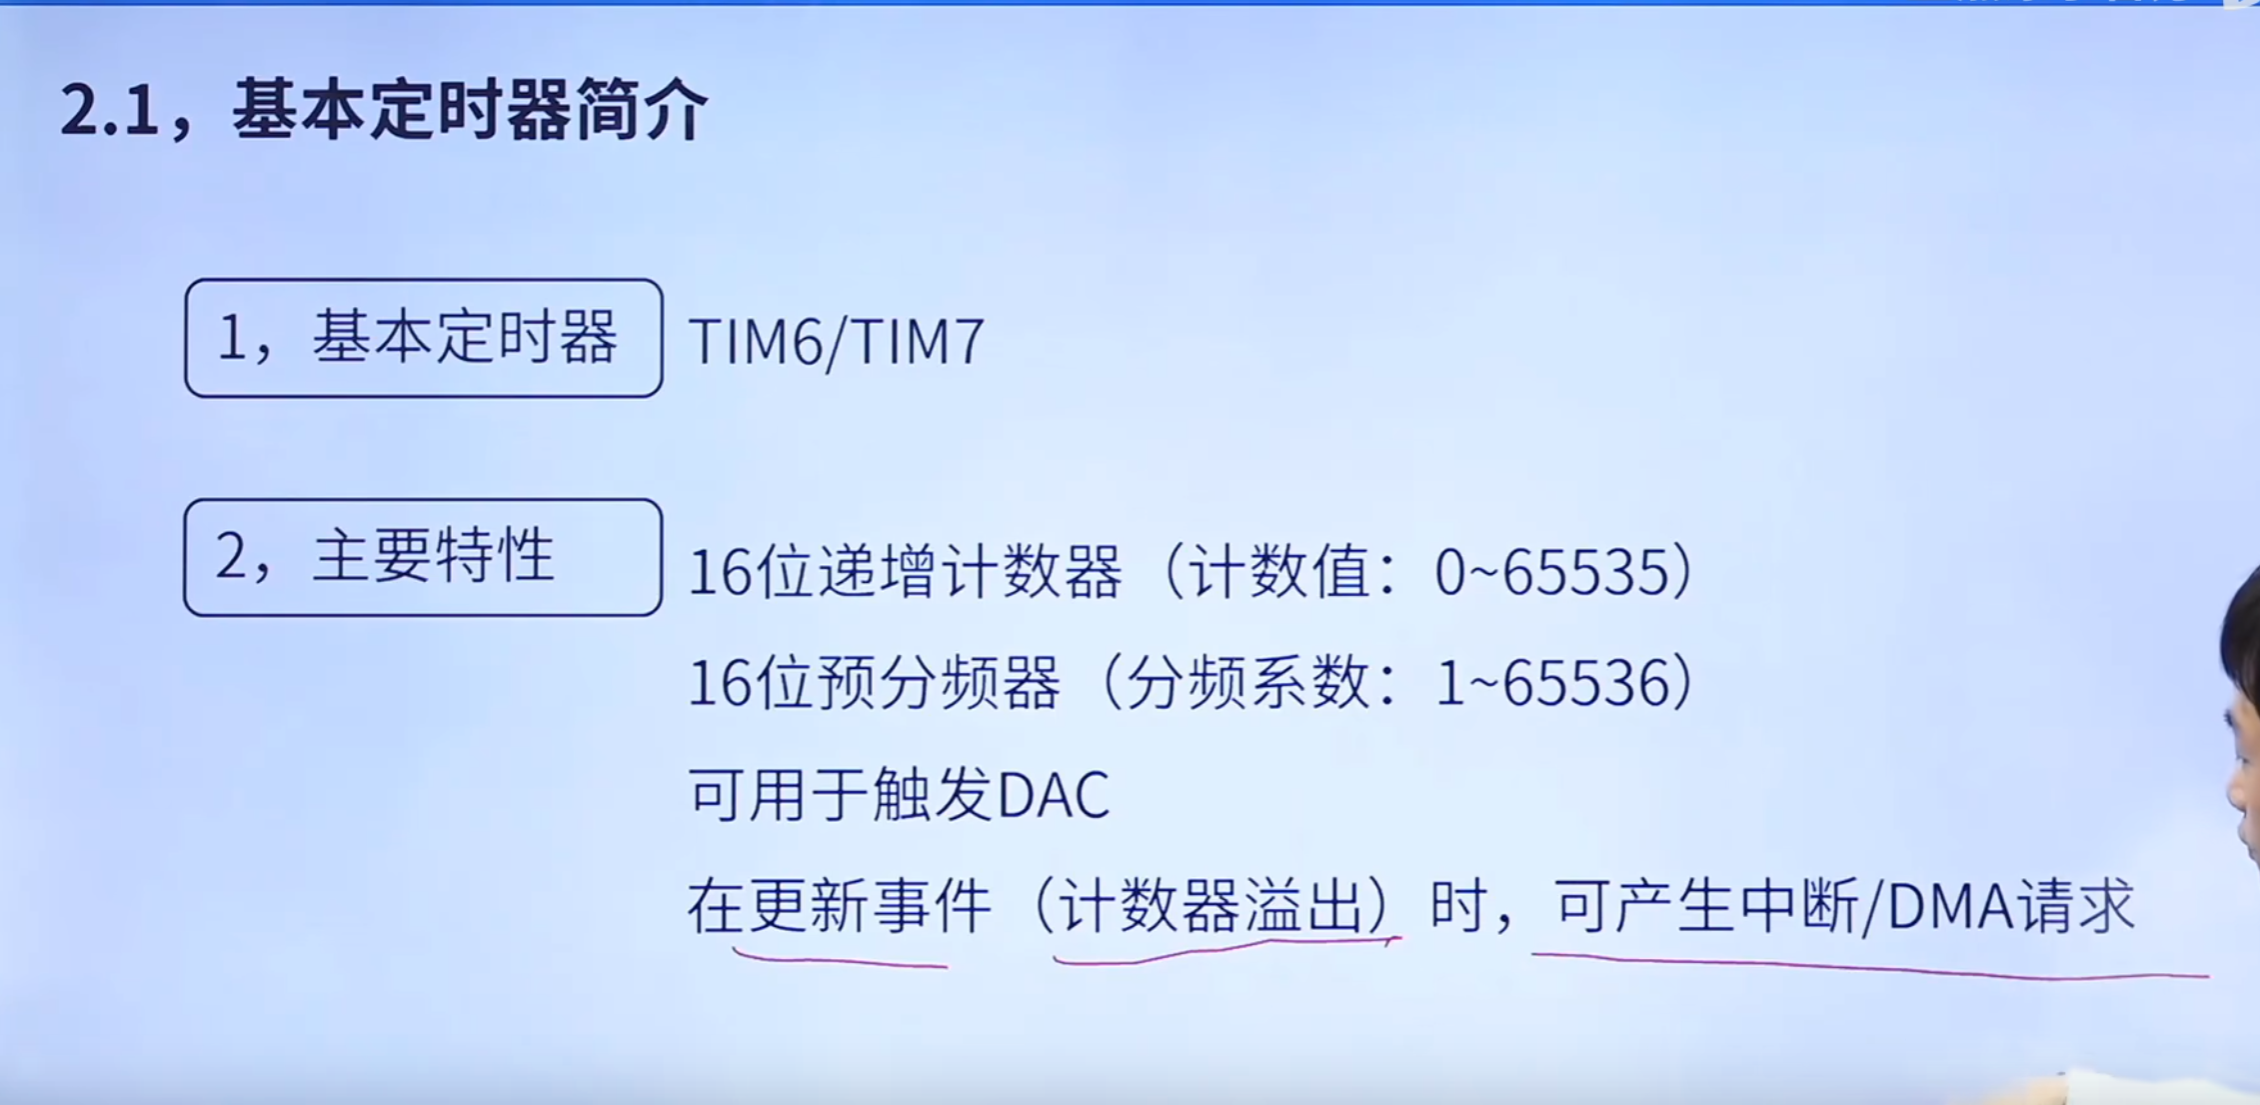 2.1，基本定时器简介
1，基本定时器 TIM6/TIM7
2，主要特性
16位递增计数器（计数值：0~65535）
16位预分频器（分频系数：1~65536）
可用于触发DAC
在更新事件（计数器溢出）时，可产生中断/DMA请求